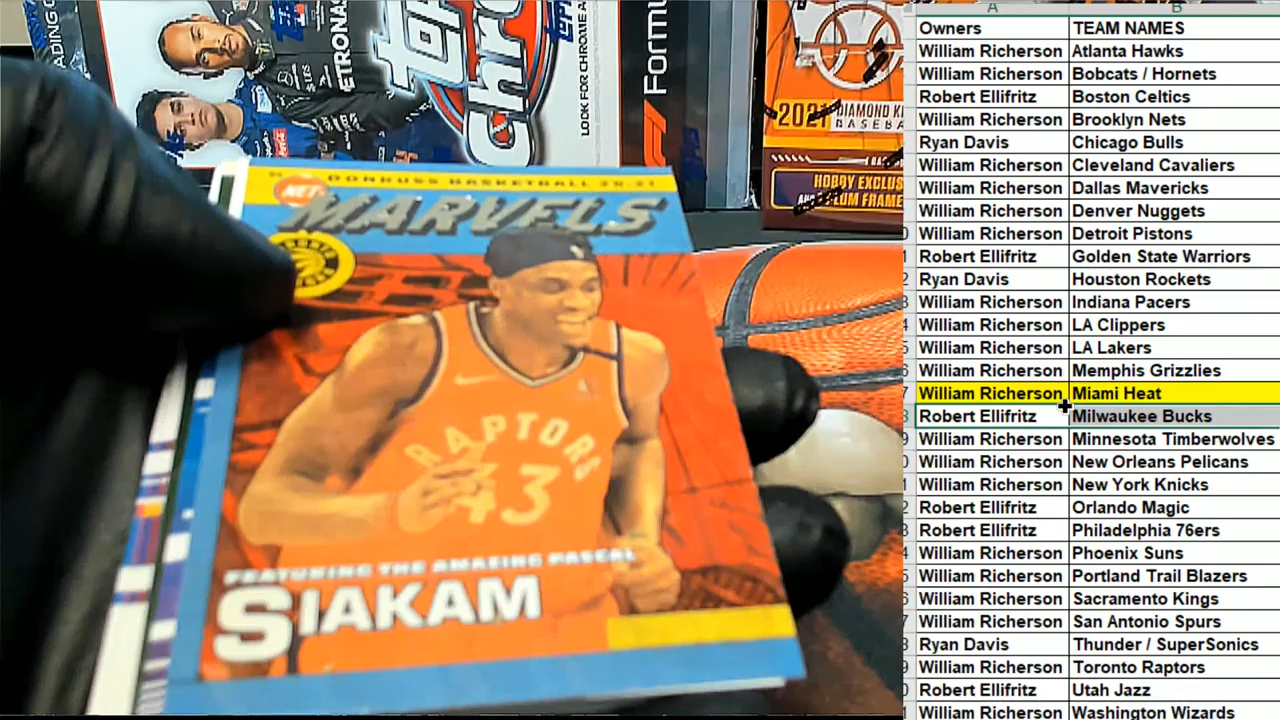 PETRONAS
topps
Chr
LOOK FOR CHROME A
Formu
2021 DIAMOND K
BASEBA
HOBBY EXCLUS
DONRUSS BASKETBALL 20-21
NET
MARVELS
RAPTORS
43
FEATURING THE AMAZING PASCAL
SIAKAM
A B
Owners TEAM NAMES
William Richerson Atlanta Hawks
William Richerson Bobcats / Hornets
Robert Ellifritz Boston Celtics
William Richerson Brooklyn Nets
Ryan Davis Chicago Bulls
William Richerson Cleveland Cavaliers
William Richerson Dallas Mavericks
William Richerson Denver Nuggets
William Richerson Detroit Pistons
Robert Ellifritz Golden State Warriors
Ryan Davis Houston Rockets
William Richerson Indiana Pacers
William Richerson LA Clippers
William Richerson LA Lakers
William Richerson Memphis Grizzlies
William Richerson Miami Heat
Robert Ellifritz Milwaukee Bucks
William Richerson Minnesota Timberwolves
William Richerson New Orleans Pelicans
William Richerson New York Knicks
Robert Ellifritz Orlando Magic
Robert Ellifritz Philadelphia 76ers
William Richerson Phoenix Suns
William Richerson Portland Trail Blazers
William Richerson Sacramento Kings
William Richerson San Antonio Spurs
Ryan Davis Thunder / SuperSonics
William Richerson Toronto Raptors
Robert Ellifritz Utah Jazz
William Richerson Washington Wizards